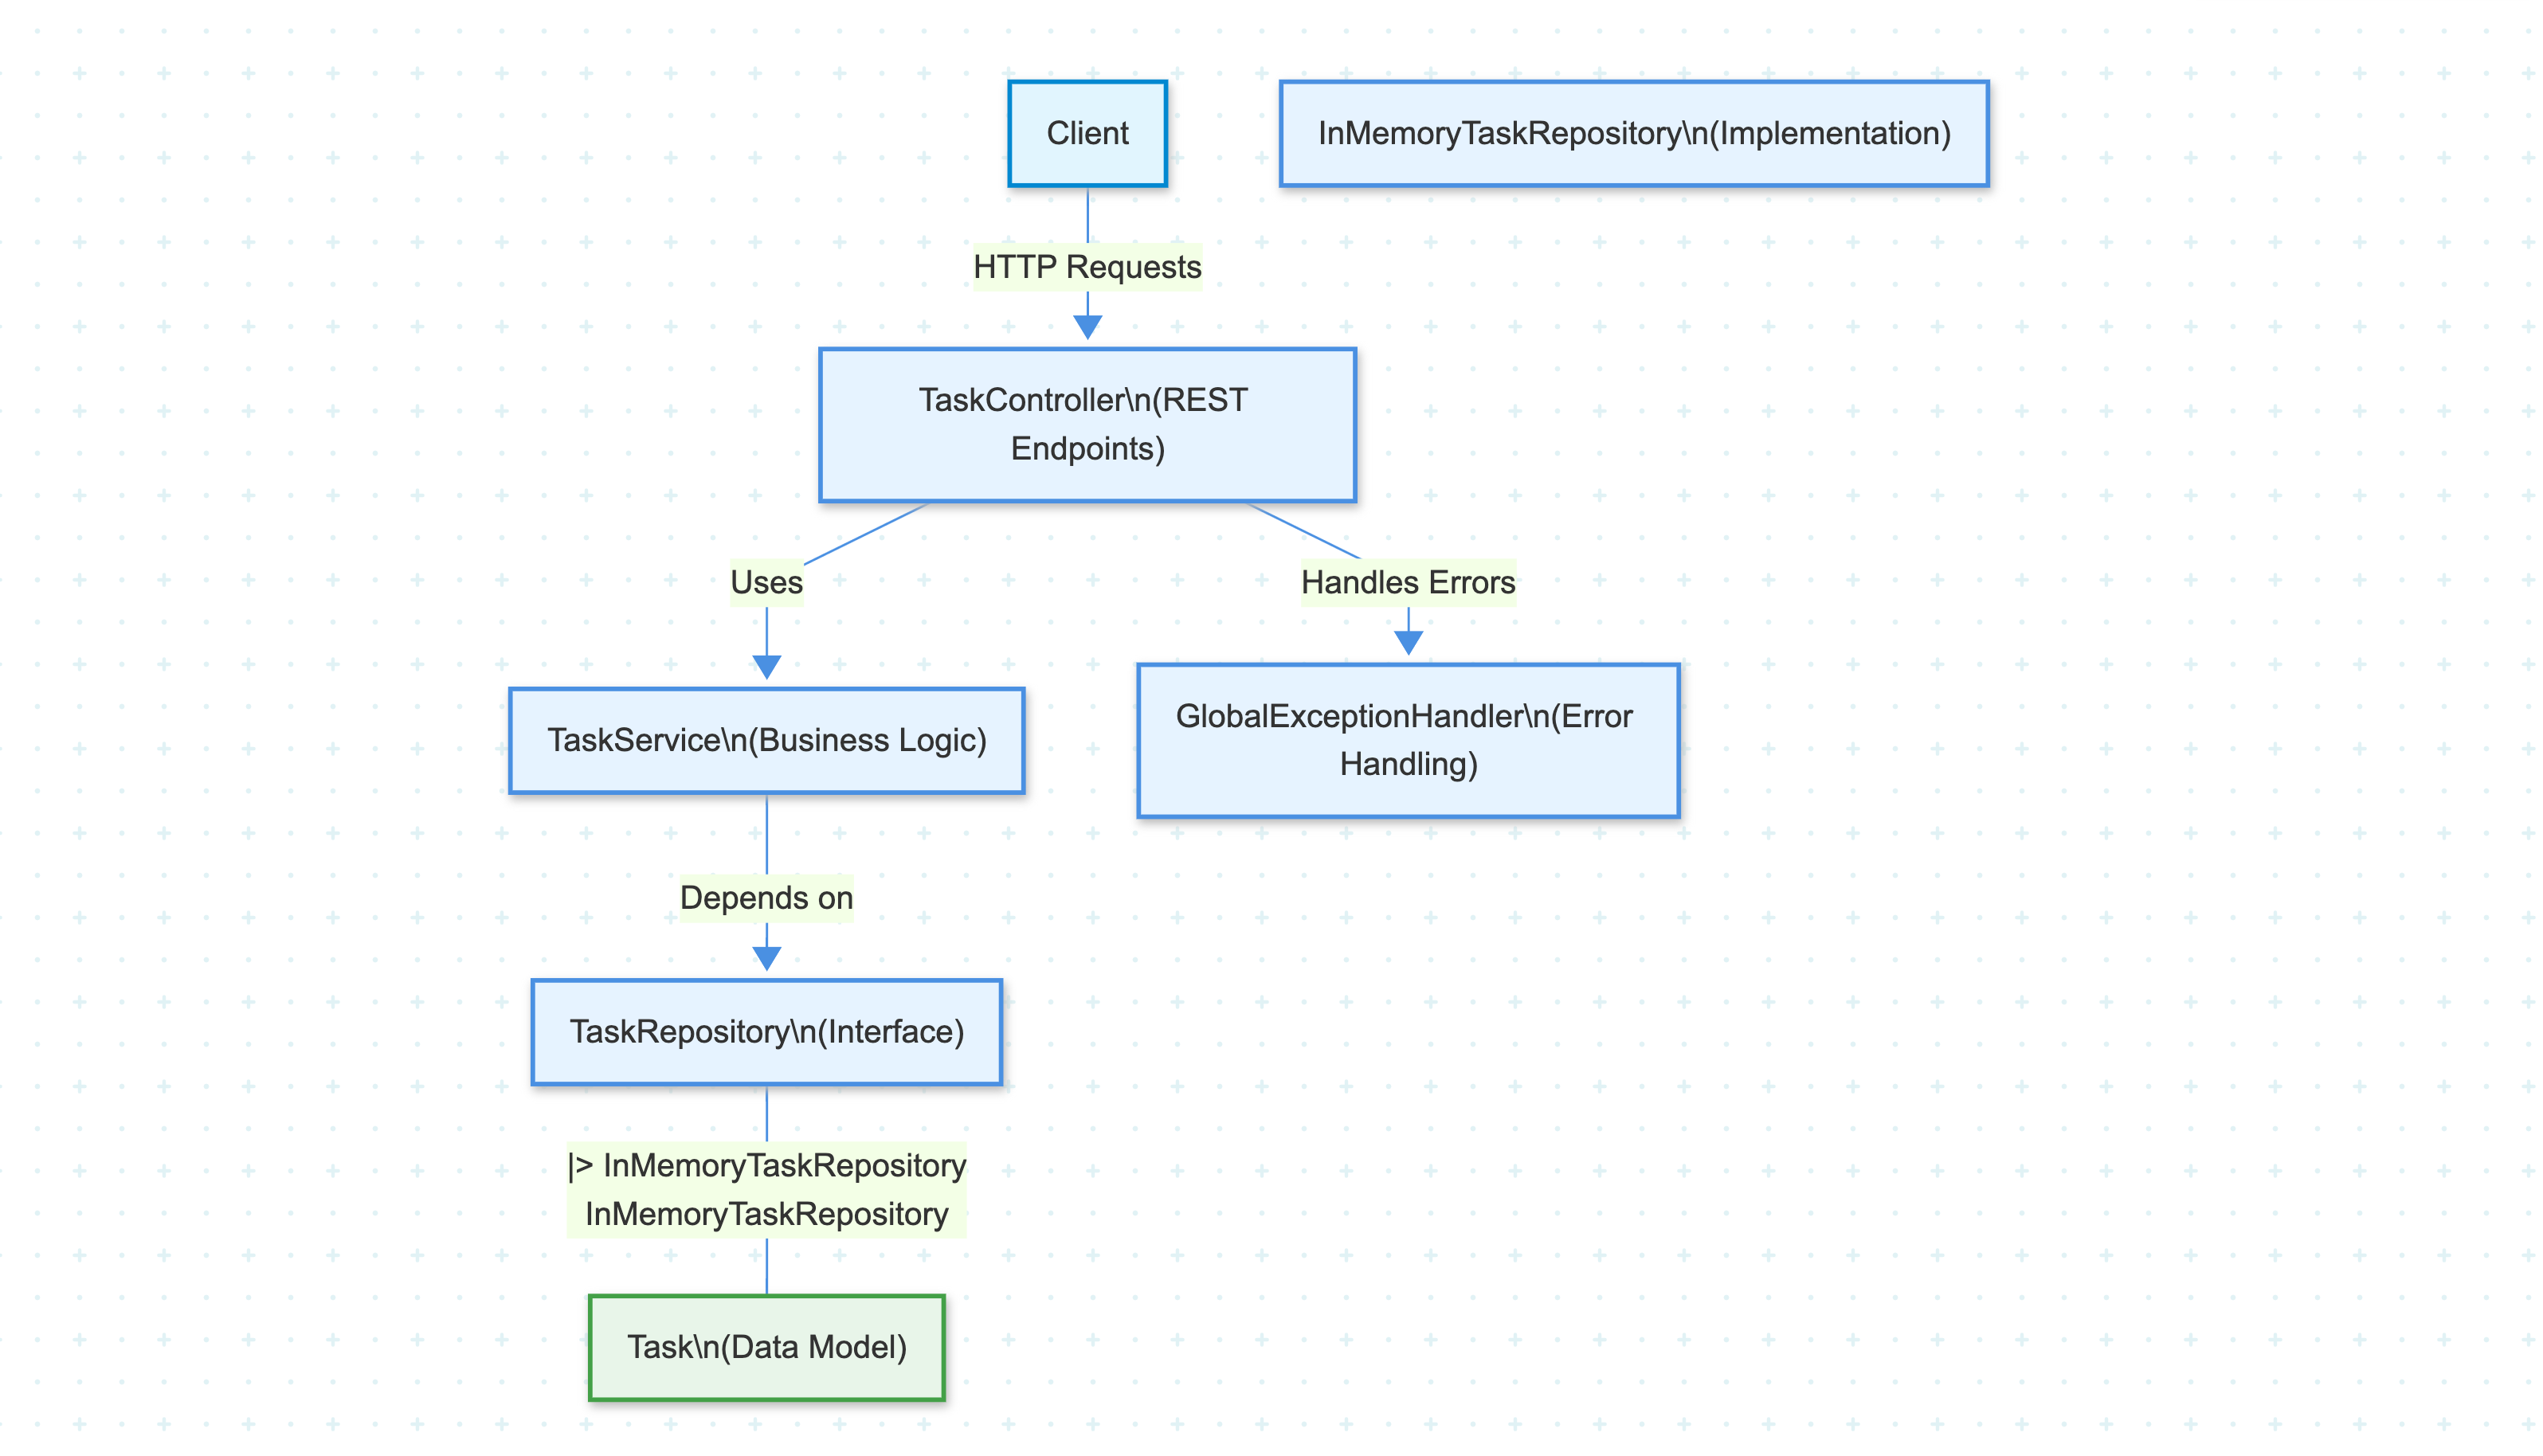 Client
InMemoryTaskRepository\n(Implementation)
HTTP Requests
TaskController\n(REST
Endpoints)
Uses
Handles Errors
TaskService\n(Business Logic)
GlobalExceptionHandler\n(Error
Handling)
Depends on
TaskRepository\n(Interface)
|> InMemoryTaskRepository
InMemoryTaskRepository
Task\n(Data Model)